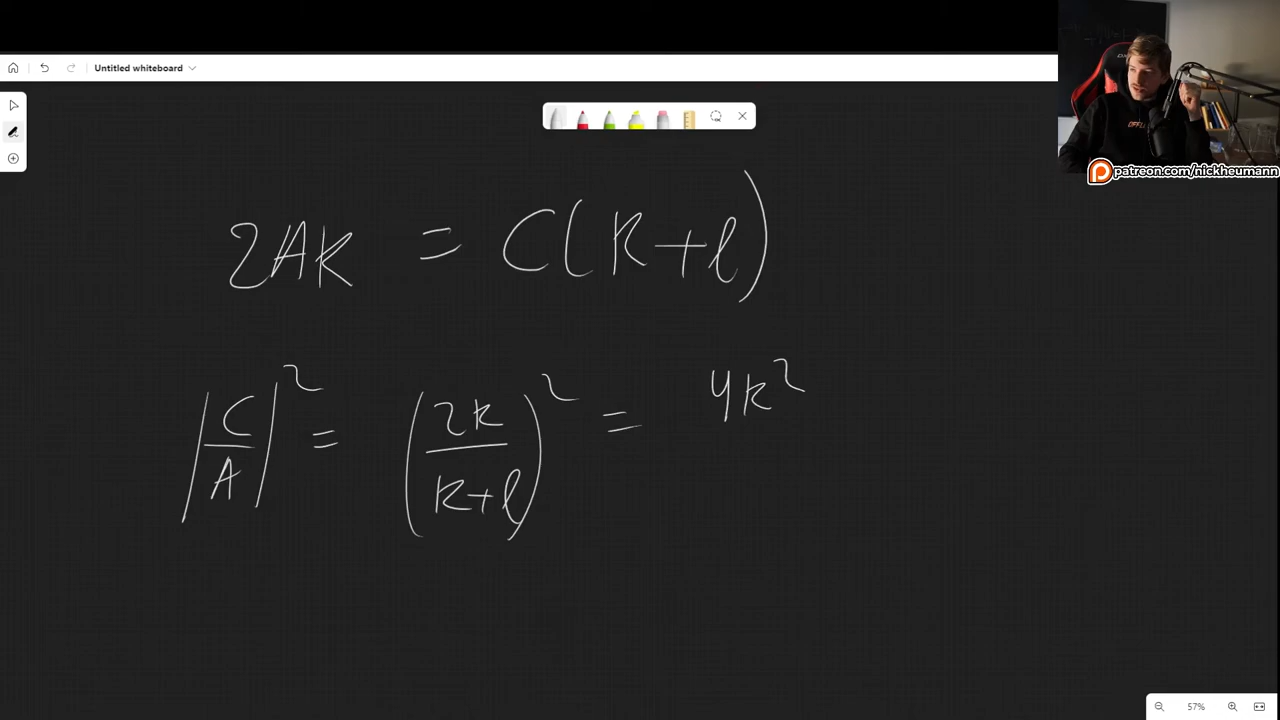 Untitled whiteboard
patreon.com/nickheumann
2AK = C(K+l)
|C/A|² = (2K/K+l)² = 4K²
57%